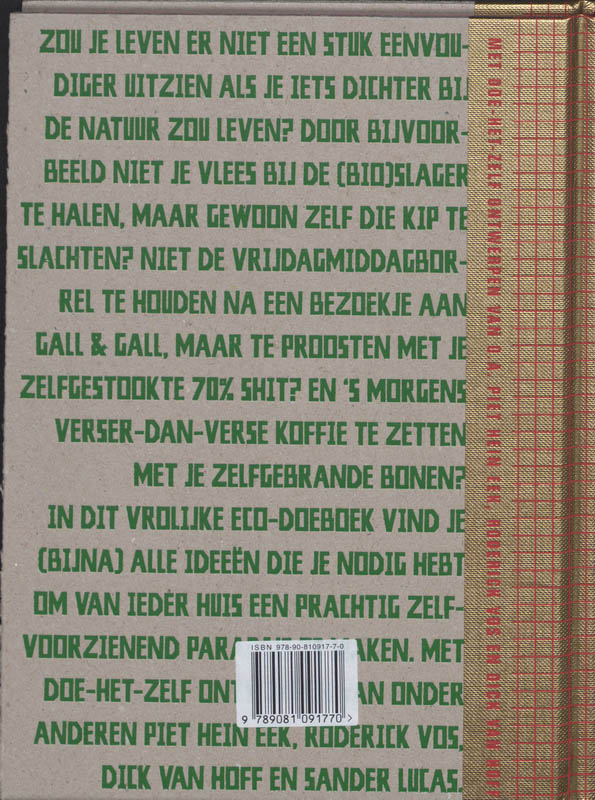 ZOU JE LEVEN ER NIET EEN STUK EENVOU-
DIGER UITZIEN ALS JE IETS DICHTER BIJ
DE NATUUR ZOU LEVEN? DOOR BIJVOOR-
BEELD NIET JE VLEES BIJ DE (BIO)SLAGER
TE HALEN, MAAR GEWOON ZELF DIE KIP TE
SLACHTEN? NIET DE VRIJDAGMIDDAGBOR-
REL TE HOUDEN NA EEN BEZOEKJE AAN
GALL & GALL, MAAR TE PROOSTEN MET JE
ZELFGESTOOKTE 70% SHIT? EN 'S MORGENS
VERSER-DAN-VERSE KOFFIE TE ZETTEN
MET JE ZELFGEBRANDE BONEN?
IN DIT VROLIJKE ECO-DOEBOEK VIND JE
(BIJNA) ALLE IDEEËN DIE JE NODIG HEBT
OM VAN IEDER HUIS EEN PRACHTIG ZELF-
VOORZIENEND MAKEN. MET
DOE-HET-ZELF VAN ONDER
ANDEREN PIET HEIN EEK, RODERICK VOS,
DICK VAN HOFF EN SANDER LUCAS.
ISBN 978-90-810917-7-0
9 789081 091770 >
MET DOE HET ZELF ONTWERPEN VAN O.A. PIET HEIN EEK, RODERICK VOS EN DICK VAN HOFF